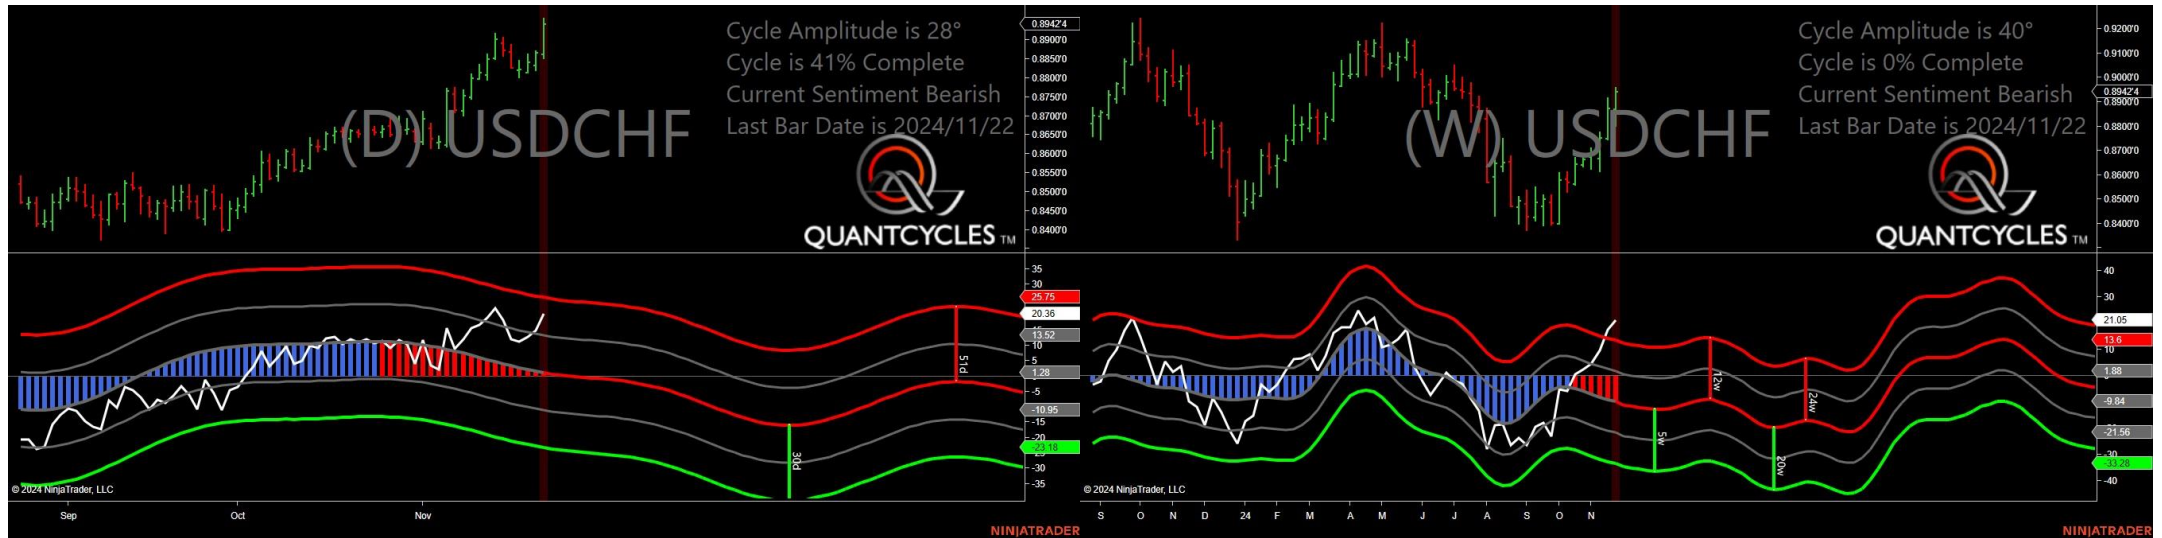 (D) USDCHF
Cycle Amplitude is 28°
Cycle is 41% Complete
Current Sentiment Bearish
Last Bar Date is 2024/11/22
QUANTCYCLES TM
0.8942'4
0.8900'0
0.8850'0
0.8800'0
0.8750'0
0.8700'0
0.8650'0
0.8600'0
0.8550'0
0.8500'0
0.8450'0
0.8400'0
35
30
25.75
20.36
13.52
10
5
1.28
-5
-10.95
-15
-20
-23.18
-30
-35
51d
30d
© 2024 NinjaTrader, LLC
Sep Oct Nov
NINJATRADER
(W) USDCHF
Cycle Amplitude is 40°
Cycle is 0% Complete
Current Sentiment Bearish
Last Bar Date is 2024/11/22
QUANTCYCLES TM
0.9200'0
0.9100'0
0.9000'0
0.8942'4
0.8900'0
0.8800'0
0.8700'0
0.8600'0
0.8500'0
0.8400'0
40
30
21.05
13.6
10
1.88
-9.84
-21.56
-30
-33.28
-40
12w
24w
5w
20w
© 2024 NinjaTrader, LLC
S O N D 24 F M A M J J A S O N
NINJATRADER